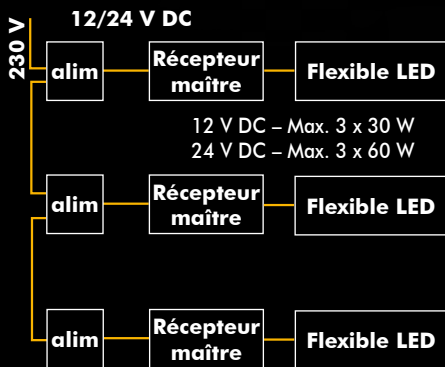 230 V
12/24 V DC
alim
Récepteur
maître
Flexible LED
12 V DC – Max. 3 x 30 W
24 V DC – Max. 3 x 60 W
alim
Récepteur
maître
Flexible LED
alim
Récepteur
maître
Flexible LED